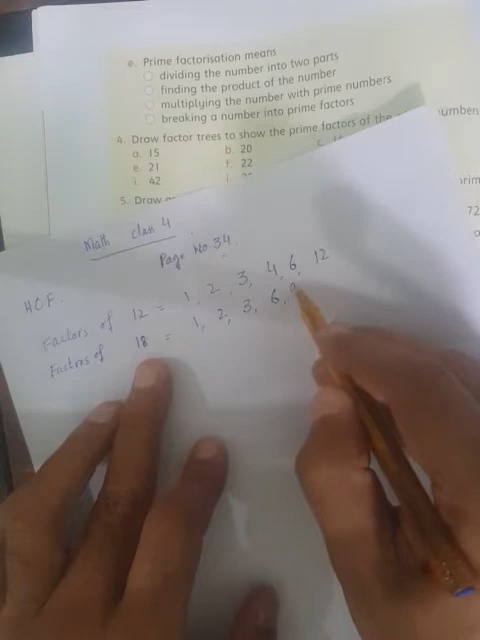 e. Prime factorisation means
dividing the number into two parts
finding the product of the number
multiplying the number with prime numbers
breaking a number into prime factors
4. Draw factor trees to show the prime factors of the numbers
a. 15 b. 20
e. 21 f. 22
i. 42
5. Draw
72
Math class 4
Page No 34.
HCF.
Factors of 12 = 1, 2, 3, 4, 6, 12
Factors of 18 = 1, 2, 3, 6,